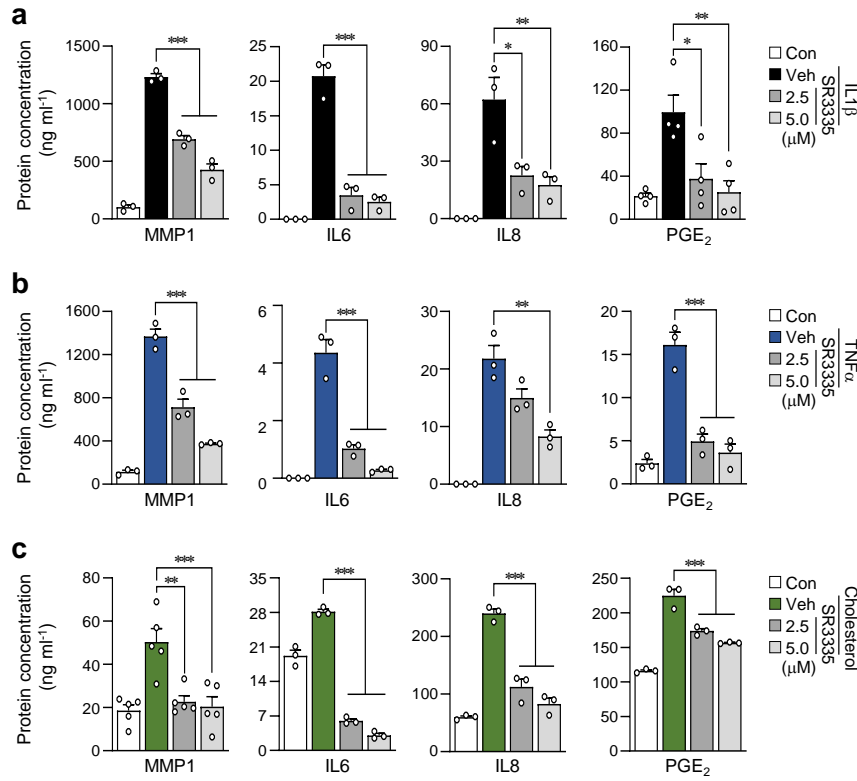 a
Protein concentration
(ng ml-1)
1300
1000
500
0
***
MMP1
25
20
15
10
5
0
***
IL6
90
60
30
0
*
**
IL8
160
120
80
40
0
*
**
PGE2
Con
Veh
2.5
5.0
(μM)
SR3335
IL1β
b
Protein concentration
(ng ml-1)
1600
1200
800
400
0
***
MMP1
6
4
2
0
***
IL6
30
20
10
0
**
IL8
20
15
10
5
0
***
PGE2
Con
Veh
2.5
5.0
(μM)
SR3335
TNFα
c
Protein concentration
(ng ml-1)
80
60
40
20
0
**
***
MMP1
35
28
21
14
7
0
***
IL6
300
200
100
0
***
IL8
250
200
150
100
50
0
***
PGE2
Con
Veh
2.5
5.0
(μM)
SR3335
Cholesterol